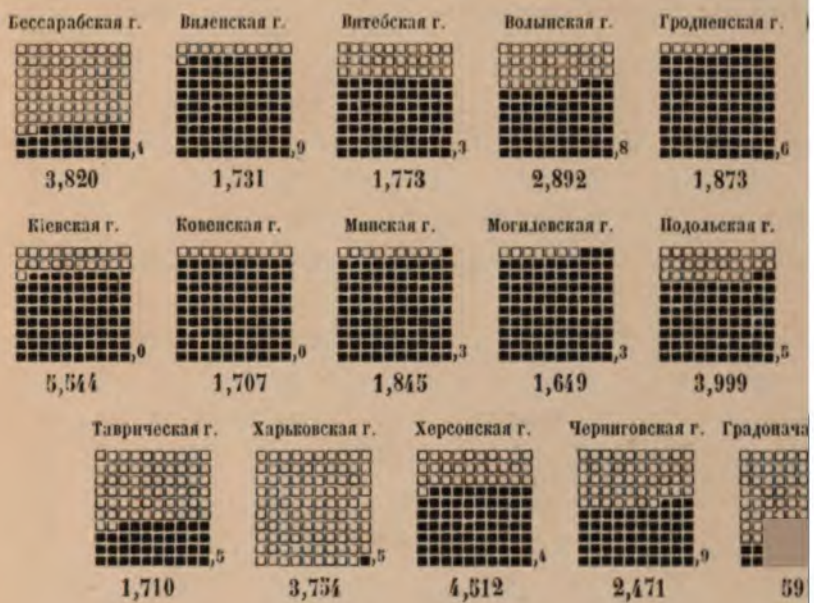 Бессарабская г. Виленская г. Витебская г. Волынская г. Гродненская г.
,4 ,9 ,3 ,8 ,6
3,820 1,731 1,773 2,892 1,873
Кіевская г. Ковенская г. Минская г. Могилевская г. Подольская г.
,0 ,0 ,3 ,3 ,5
5,544 1,707 1,845 1,649 3,999
Таврическая г. Харьковская г. Херсонская г. Черниговская г. Градонача
,5 ,5 ,4 ,9
1,710 3,754 4,512 2,471 59